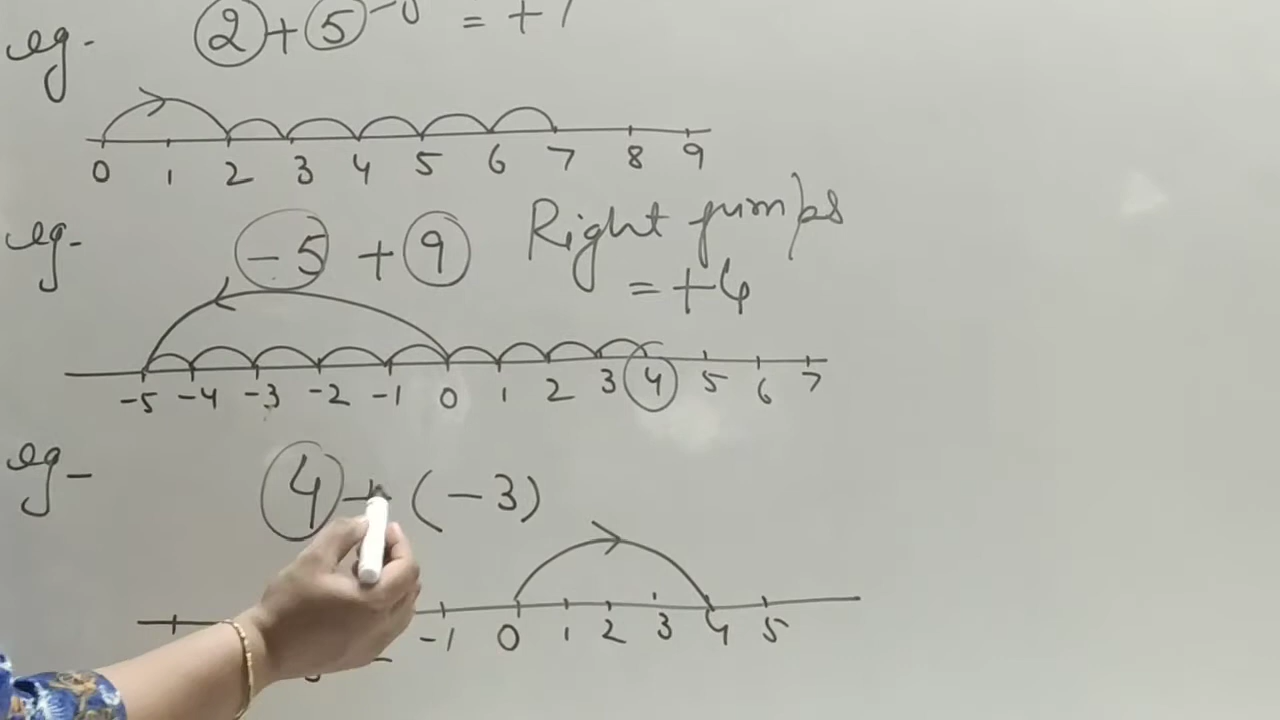 eg- 2 + 5 = +7
0 1 2 3 4 5 6 7 8 9
eg- -5 + 9 Right jumps
= +4
-5 -4 -3 -2 -1 0 1 2 3 4 5 6 7
eg- 4 + (-3)
-1 0 1 2 3 4 5